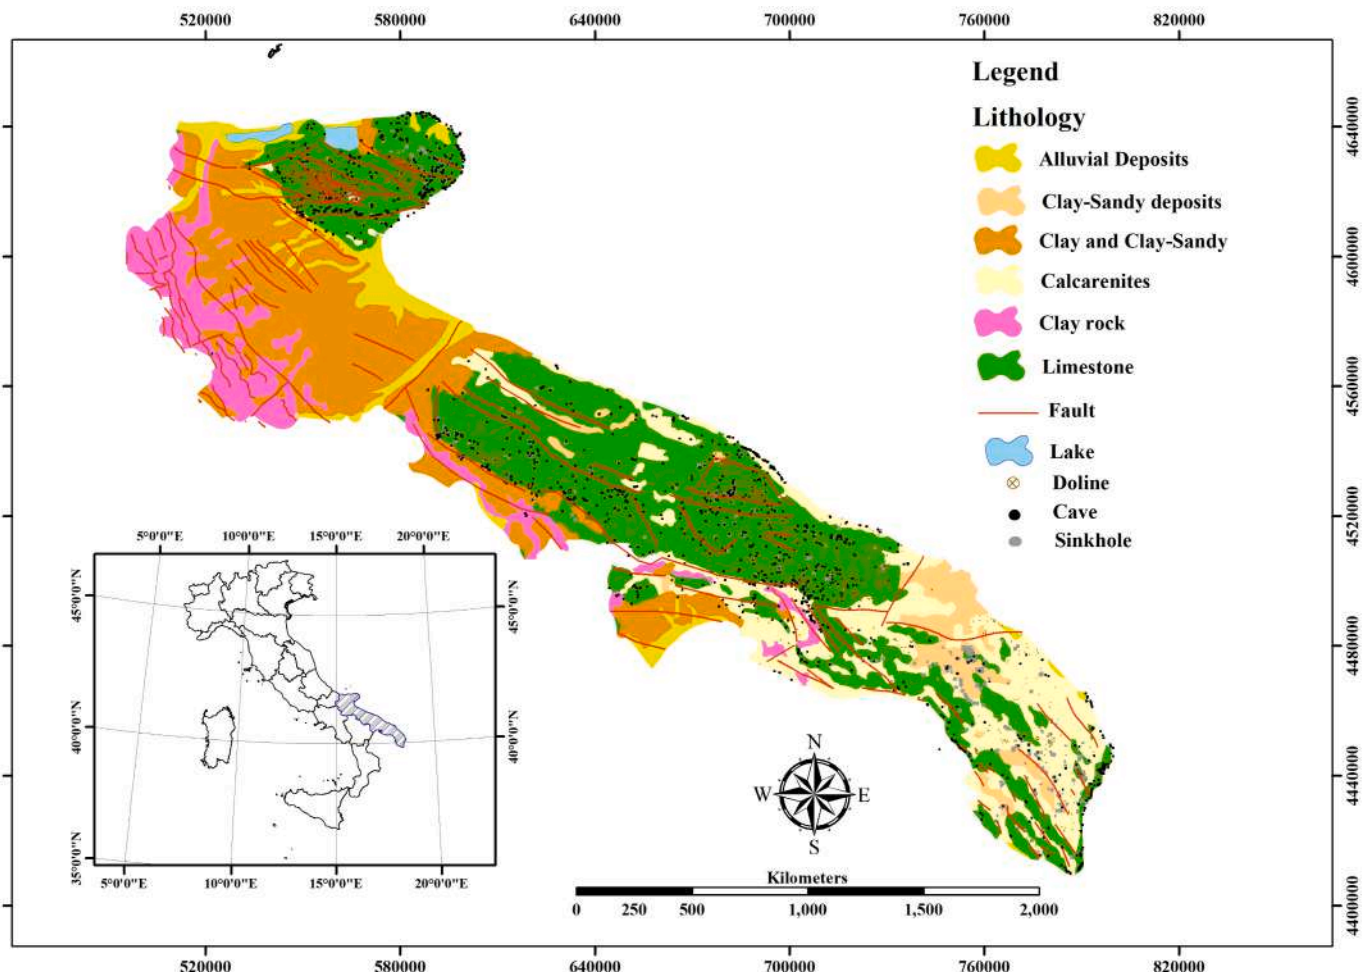 520000 580000 640000 700000 760000 820000
Legend
Lithology
Alluvial Deposits
Clay-Sandy deposits
Clay and Clay-Sandy
Calcarenites
Clay rock
Limestone
Fault
Lake
Doline
Cave
Sinkhole
4640000
4600000
4560000
4520000
4480000
4440000
4400000
5°0'0"E 10°0'0"E 15°0'0"E 20°0'0"E
45°0'0"N
40°0'0"N
35°0'0"N
45°0'0"N
40°0'0"N
5°0'0"E 10°0'0"E 15°0'0"E 20°0'0"E
N
W E
S
Kilometers
0 250 500 1,000 1,500 2,000
520000 580000 640000 700000 760000 820000